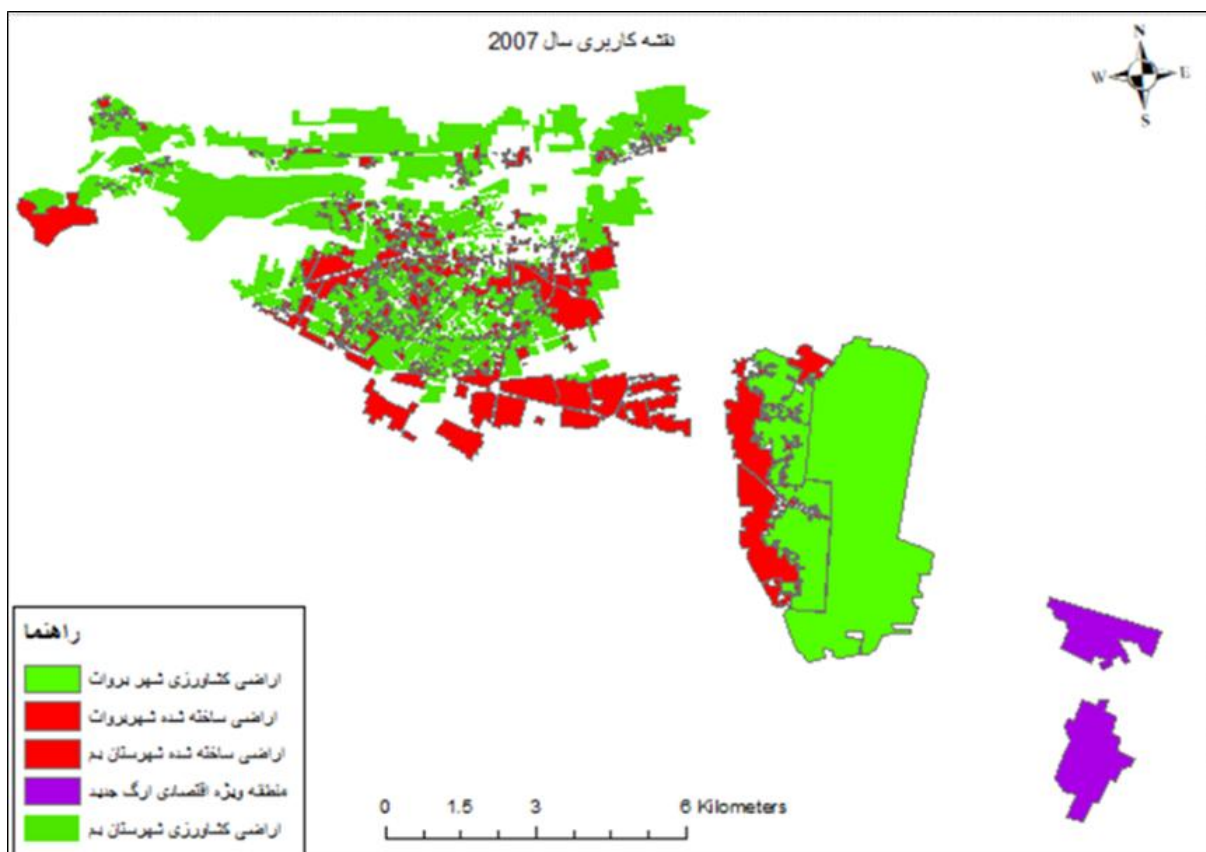 نقشه کاربری سال 2007
N
W E
S
راهنما
اراضی کشاورزی شهر بروات
اراضی ساخته شده شهربروات
اراضی ساخته شده شهرستان بم
منطقه ویژه اقتصادی ارگ جدید
اراضی کشاورزی شهرستان بم
0 1.5 3 6 Kilometers